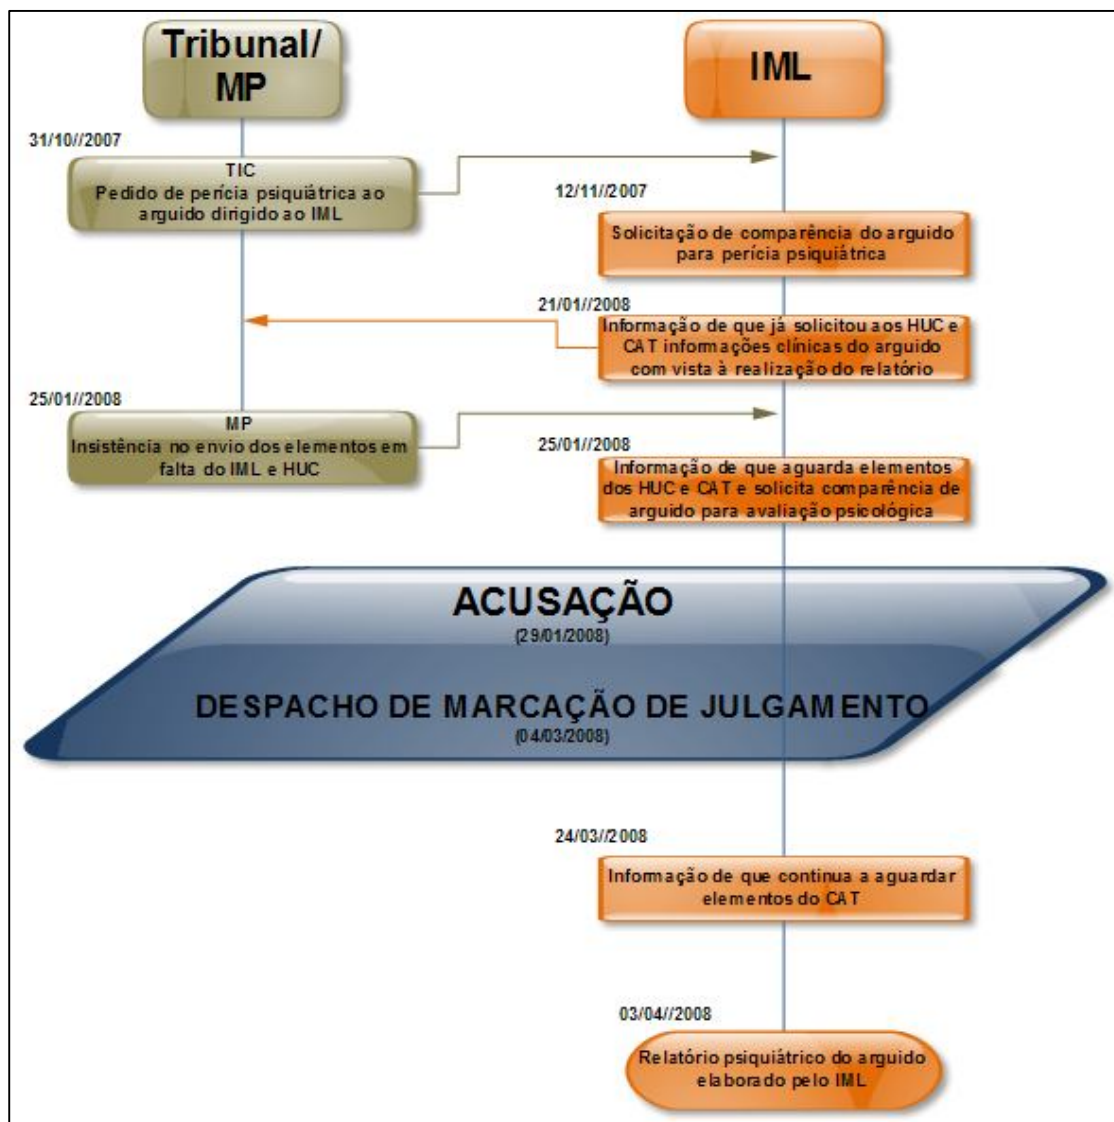 Tribunal/
MP
IML
31/10//2007
TIC
Pedido de perícia psiquiátrica ao
arguido dirigido ao IML
12/11//2007
Solicitação de comparência do arguido
para perícia psiquiátrica
21/01//2008
Informação de que já solicitou aos HUC e
CAT informações clínicas do arguido
com vista à realização do relatório
25/01//2008
MP
Insistência no envio dos elementos em
falta do IML e HUC
25/01//2008
Informação de que aguarda elementos
dos HUC e CAT e solicita comparência de
arguido para avaliação psicológica
ACUSAÇÃO
(29/01/2008)
DESPACHO DE MARCAÇÃO DE JULGAMENTO
(04/03/2008)
24/03//2008
Informação de que continua a aguardar
elementos do CAT
03/04//2008
Relatório psiquiátrico do arguido
elaborado pelo IML